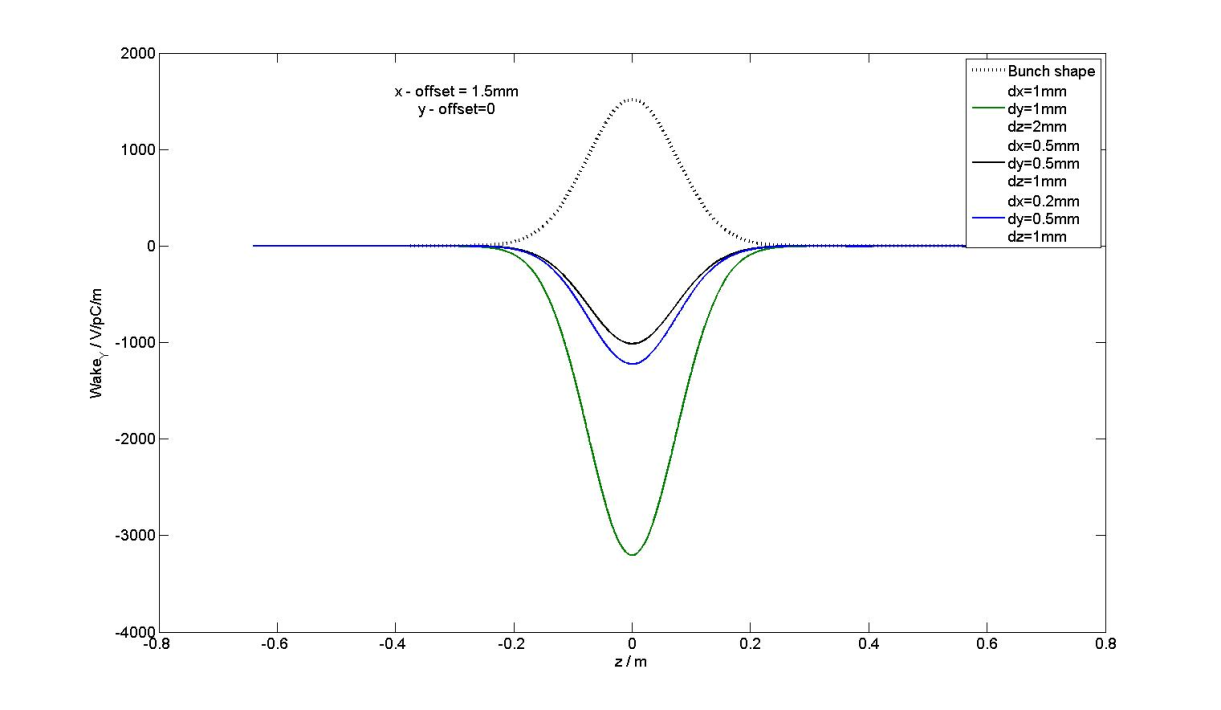 2000
1000
0
-1000
-2000
-3000
-4000
Wake_Y / V/pC/m
x - offset = 1.5mm
y - offset=0
Bunch shape
dx=1mm
dy=1mm
dz=2mm
dx=0.5mm
dy=0.5mm
dz=1mm
dx=0.2mm
dy=0.5mm
dz=1mm
-0.8 -0.6 -0.4 -0.2 0 0.2 0.4 0.6 0.8
z / m